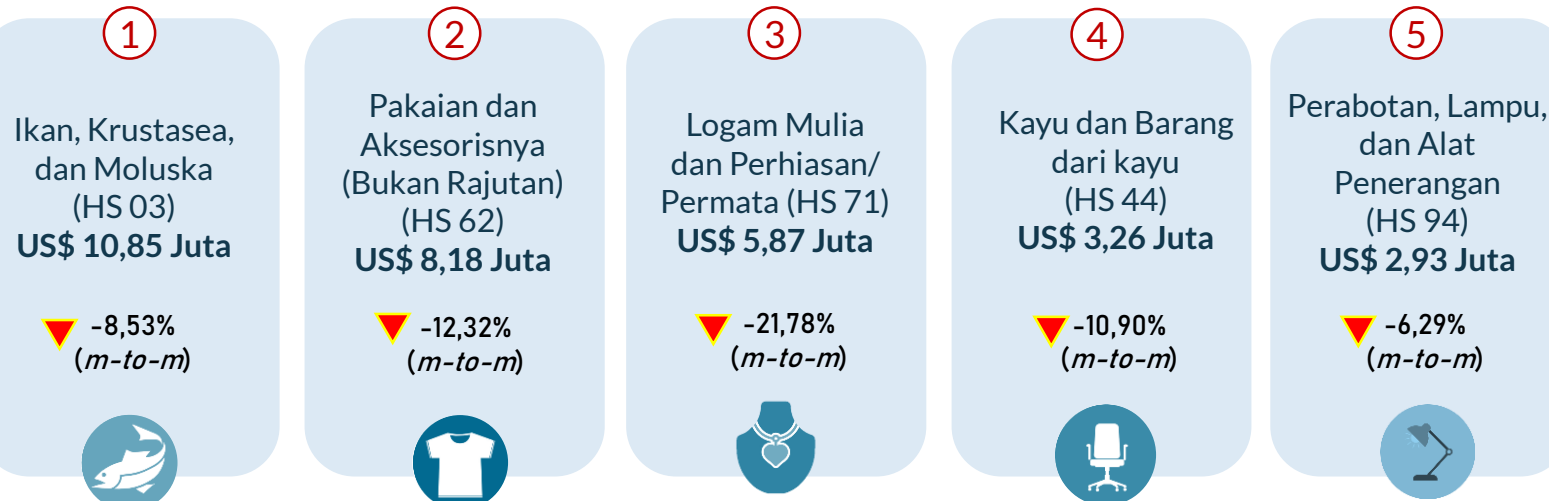 1
Ikan, Krustasea,
dan Moluska
(HS 03)
US$ 10,85 Juta
-8,53%
(m-to-m)
2
Pakaian dan
Aksesorisnya
(Bukan Rajutan)
(HS 62)
US$ 8,18 Juta
-12,32%
(m-to-m)
3
Logam Mulia
dan Perhiasan/
Permata (HS 71)
US$ 5,87 Juta
-21,78%
(m-to-m)
4
Kayu dan Barang
dari kayu
(HS 44)
US$ 3,26 Juta
-10,90%
(m-to-m)
5
Perabotan, Lampu,
dan Alat
Penerangan
(HS 94)
US$ 2,93 Juta
-6,29%
(m-to-m)